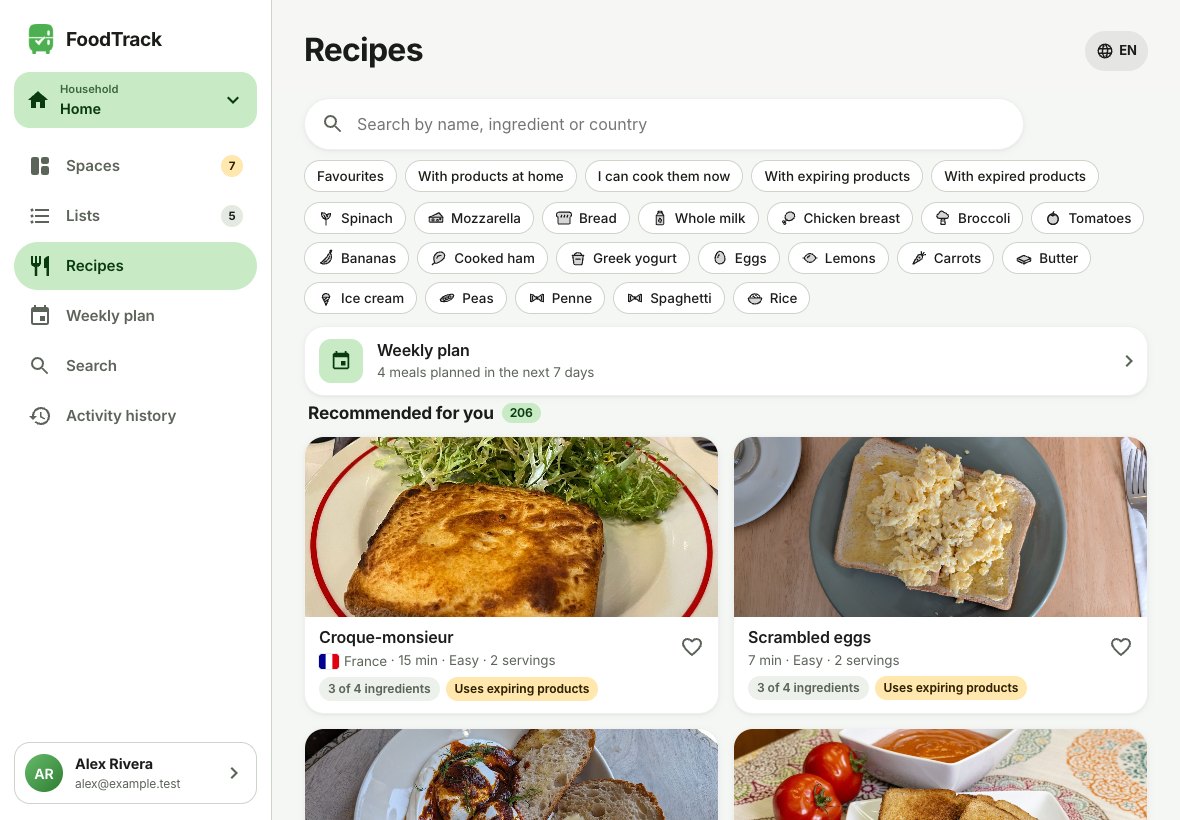 FoodTrack
Household
Home
Spaces 7
Lists 5
Recipes
Weekly plan
Search
Activity history
AR
Alex Rivera
alex@example.test
Recipes
EN
Search by name, ingredient or country
Favourites With products at home I can cook them now With expiring products With expired products
Spinach Mozzarella Bread Whole milk Chicken breast Broccoli Tomatoes
Bananas Cooked ham Greek yogurt Eggs Lemons Carrots Butter
Ice cream Peas Penne Spaghetti Rice
Weekly plan
4 meals planned in the next 7 days
Recommended for you 206
Croque-monsieur
France · 15 min · Easy · 2 servings
3 of 4 ingredients Uses expiring products
Scrambled eggs
7 min · Easy · 2 servings
3 of 4 ingredients Uses expiring products